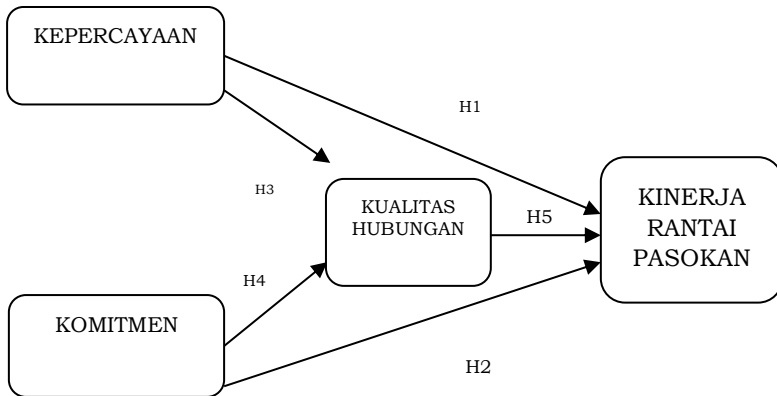 KEPERCAYAAN
H1
H3
KUALITAS
HUBUNGAN
H5
KINERJA
RANTAI
PASOKAN
H4
KOMITMEN
H2